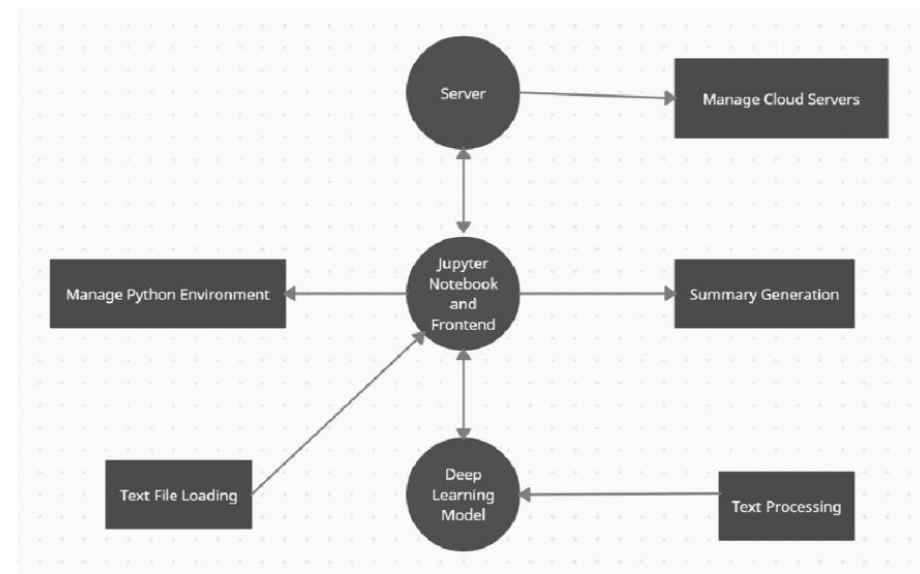 Server
Manage Cloud Servers
Jupyter
Notebook
and
Frontend
Manage Python Environment
Summary Generation
Text File Loading
Deep
Learning
Model
Text Processing